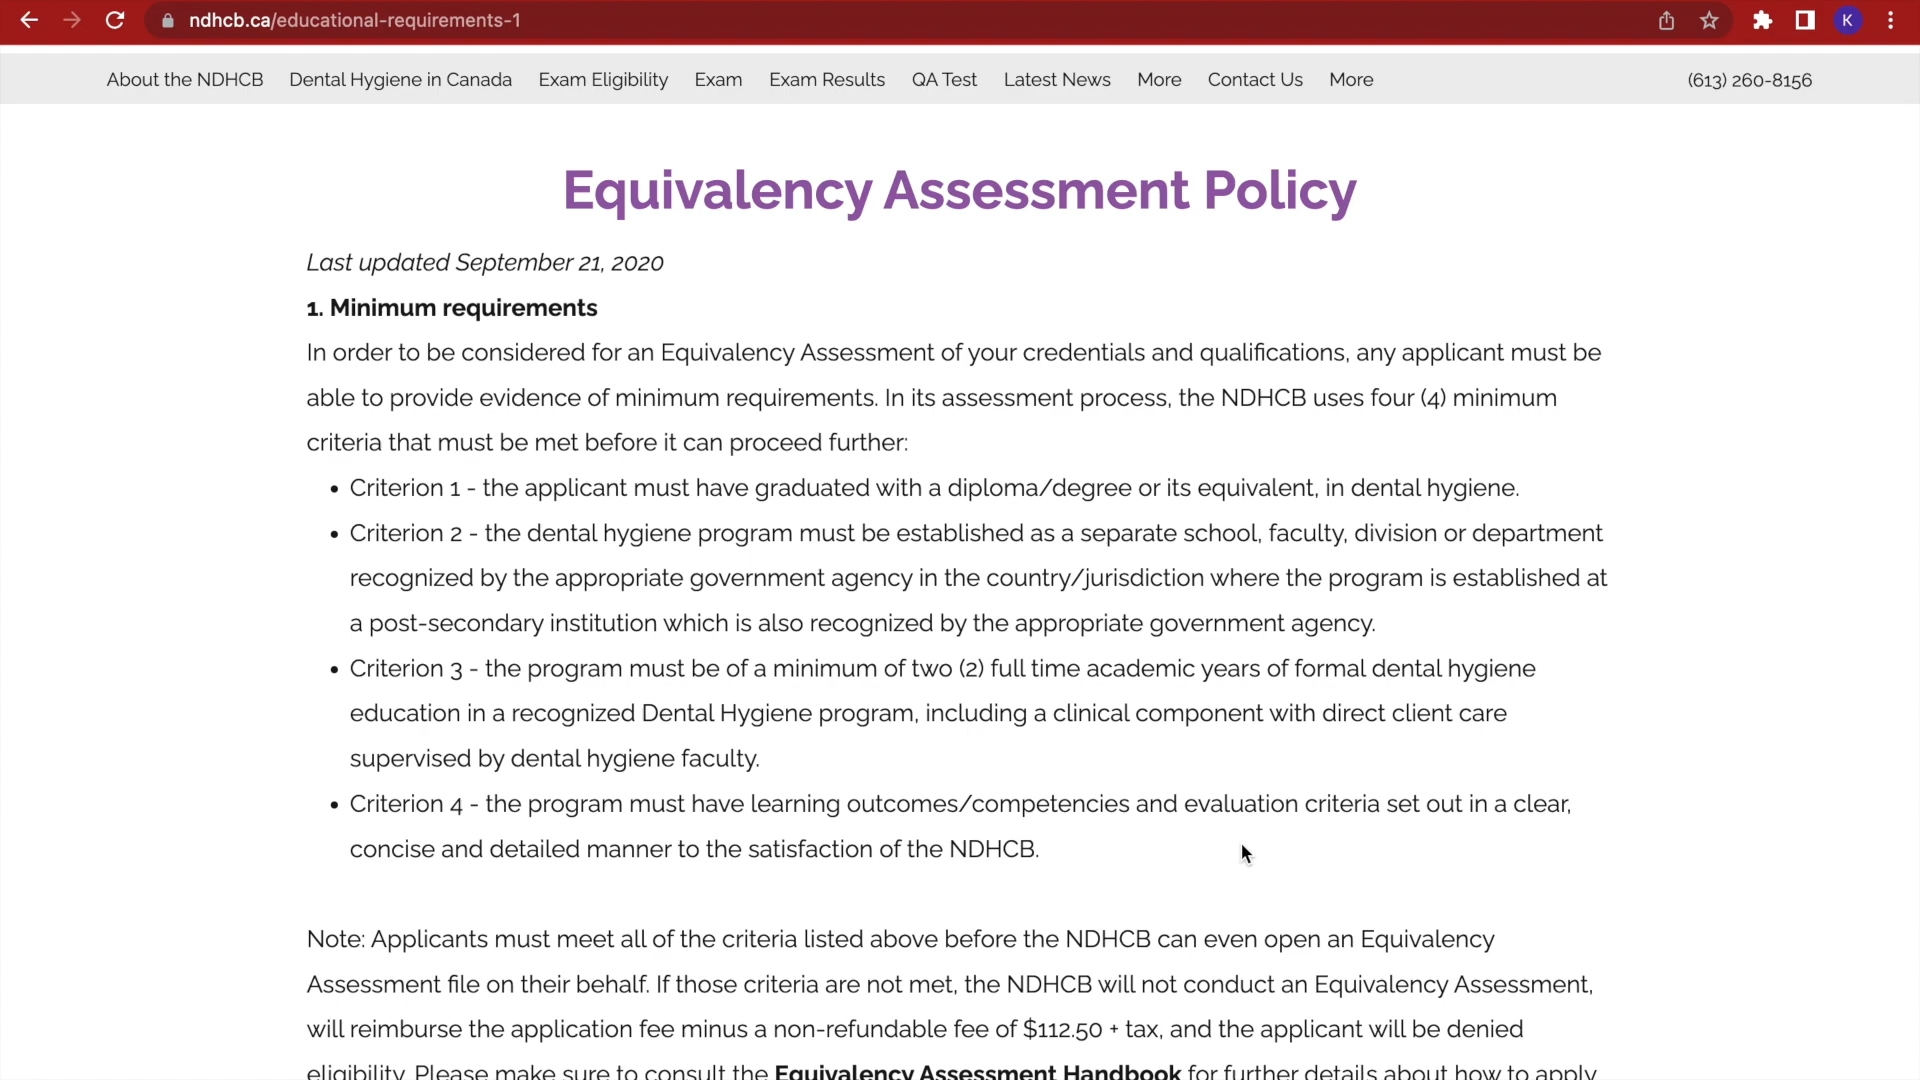 ndhcb.ca/educational-requirements-1
K
About the NDHCB Dental Hygiene in Canada Exam Eligibility Exam Exam Results QA Test Latest News More Contact Us More (613) 260-8156
Equivalency Assessment Policy
Last updated September 21, 2020
1. Minimum requirements
In order to be considered for an Equivalency Assessment of your credentials and qualifications, any applicant must be
able to provide evidence of minimum requirements. In its assessment process, the NDHCB uses four (4) minimum
criteria that must be met before it can proceed further:
• Criterion 1 - the applicant must have graduated with a diploma/degree or its equivalent, in dental hygiene.
• Criterion 2 - the dental hygiene program must be established as a separate school, faculty, division or department
recognized by the appropriate government agency in the country/jurisdiction where the program is established at
a post-secondary institution which is also recognized by the appropriate government agency.
• Criterion 3 - the program must be of a minimum of two (2) full time academic years of formal dental hygiene
education in a recognized Dental Hygiene program, including a clinical component with direct client care
supervised by dental hygiene faculty.
• Criterion 4 - the program must have learning outcomes/competencies and evaluation criteria set out in a clear,
concise and detailed manner to the satisfaction of the NDHCB.
Note: Applicants must meet all of the criteria listed above before the NDHCB can even open an Equivalency
Assessment file on their behalf. If those criteria are not met, the NDHCB will not conduct an Equivalency Assessment,
will reimburse the application fee minus a non-refundable fee of $112.50 + tax, and the applicant will be denied
eligibility. Please make sure to consult the Equivalency Assessment Handbook for further details about how to apply